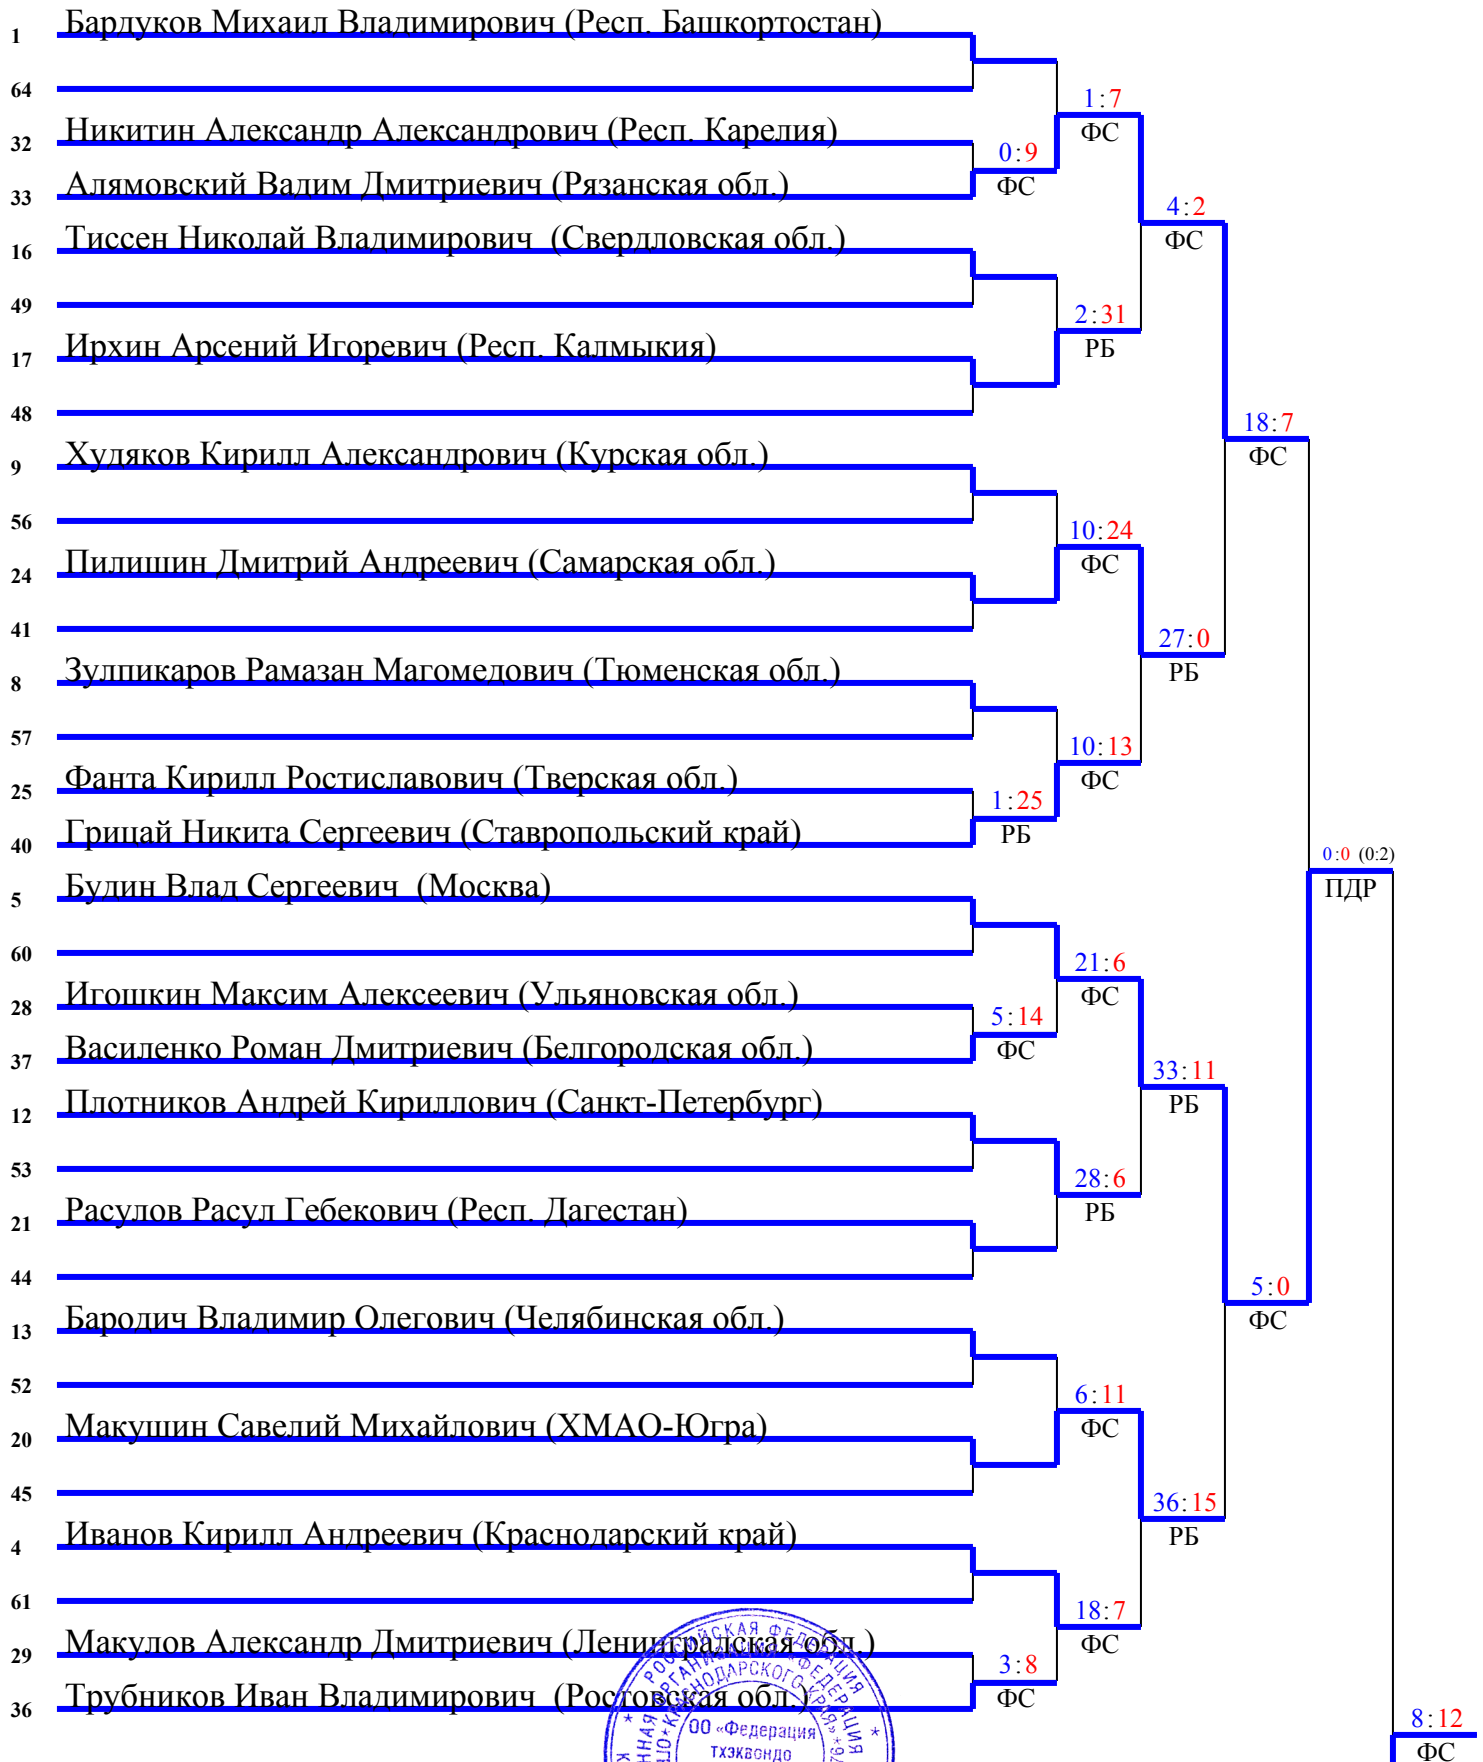 1 Бардуков Михаил Владимирович (Респ. Башкортостан)
64
1:7
ФС
32 Никитин Александр Александрович (Респ. Карелия)
0:9
ФС
33 Алямовский Вадим Дмитриевич (Рязанская обл.)
4:2
ФС
16 Тиссен Николай Владимирович (Свердловская обл.)
49
2:31
РБ
17 Ирхин Арсений Игоревич (Респ. Калмыкия)
48
18:7
ФС
9 Худяков Кирилл Александрович (Курская обл.)
56
10:24
ФС
24 Пилишин Дмитрий Андреевич (Самарская обл.)
41
27:0
РБ
8 Зулпикаров Рамазан Магомедович (Тюменская обл.)
57
10:13
ФС
25 Фанта Кирилл Ростиславович (Тверская обл.)
1:25
РБ
40 Грицай Никита Сергеевич (Ставропольский край)
0:0 (0:2)
ПДР
5 Будин Влад Сергеевич (Москва)
60
21:6
ФС
28 Игошкин Максим Алексеевич (Ульяновская обл.)
5:14
ФС
37 Василенко Роман Дмитриевич (Белгородская обл.)
33:11
РБ
12 Плотников Андрей Кириллович (Санкт-Петербург)
53
28:6
РБ
21 Расулов Расул Гебекович (Респ. Дагестан)
44
5:0
ФС
13 Бародич Владимир Олегович (Челябинская обл.)
52
6:11
ФС
20 Макушин Савелий Михайлович (ХМАО-Югра)
45
36:15
РБ
4 Иванов Кирилл Андреевич (Краснодарский край)
61
18:7
ФС
29 Макулов Александр Дмитриевич (Ленинградская обл.)
3:8
ФС
36 Трубников Иван Владимирович (Ростовская обл.)
8:12
ФС
РОССИЙСКАЯ ФЕДЕРАЦИЯ
КРАСНОДАРСКОГО КРАЯ
ОО «Федерация
тхэквондо